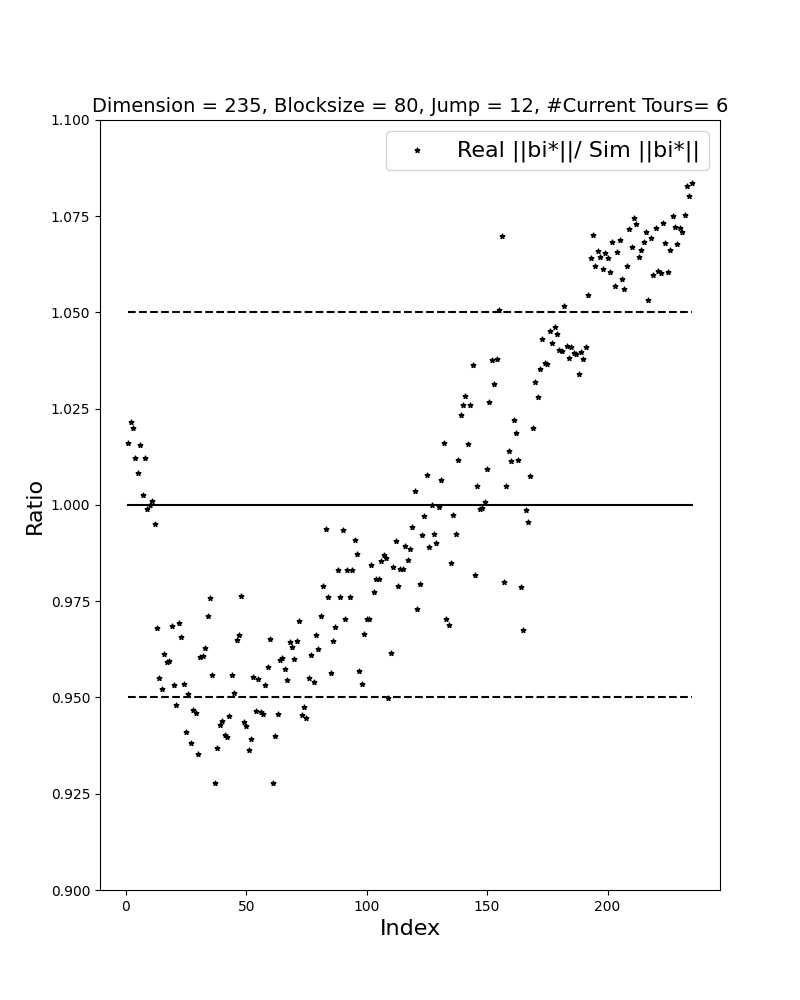 Dimension = 235, Blocksize = 80, Jump = 12, #Current Tours= 6
Real ||bi*||/ Sim ||bi*||
1.100
1.075
1.050
1.025
1.000
0.975
0.950
0.925
0.900
Ratio
0 50 100 150 200
Index